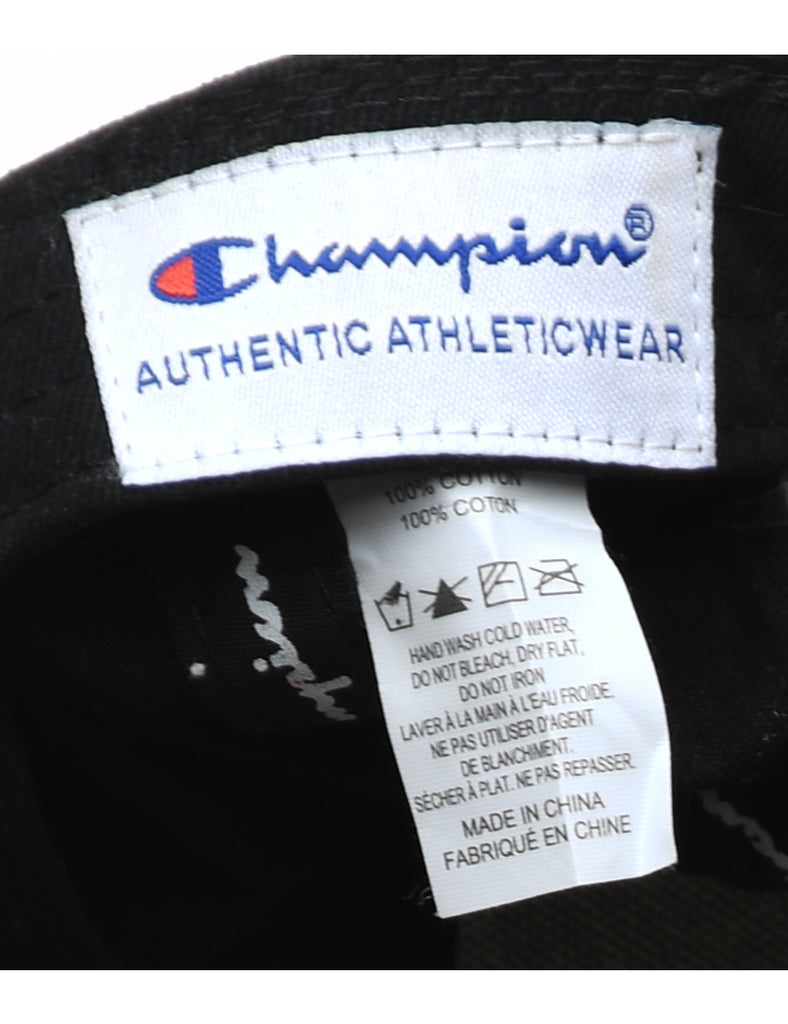 Champion®
AUTHENTIC ATHLETICWEAR
100% COTTON
100% COTON
HAND WASH COLD WATER,
DO NOT BLEACH, DRY FLAT,
DO NOT IRON
LAVER À LA MAIN À L'EAU FROIDE.
NE PAS UTILISER D'AGENT
DE BLANCHIMENT.
SÉCHER À PLAT. NE PAS REPASSER.
MADE IN CHINA
FABRIQUÉ EN CHINE